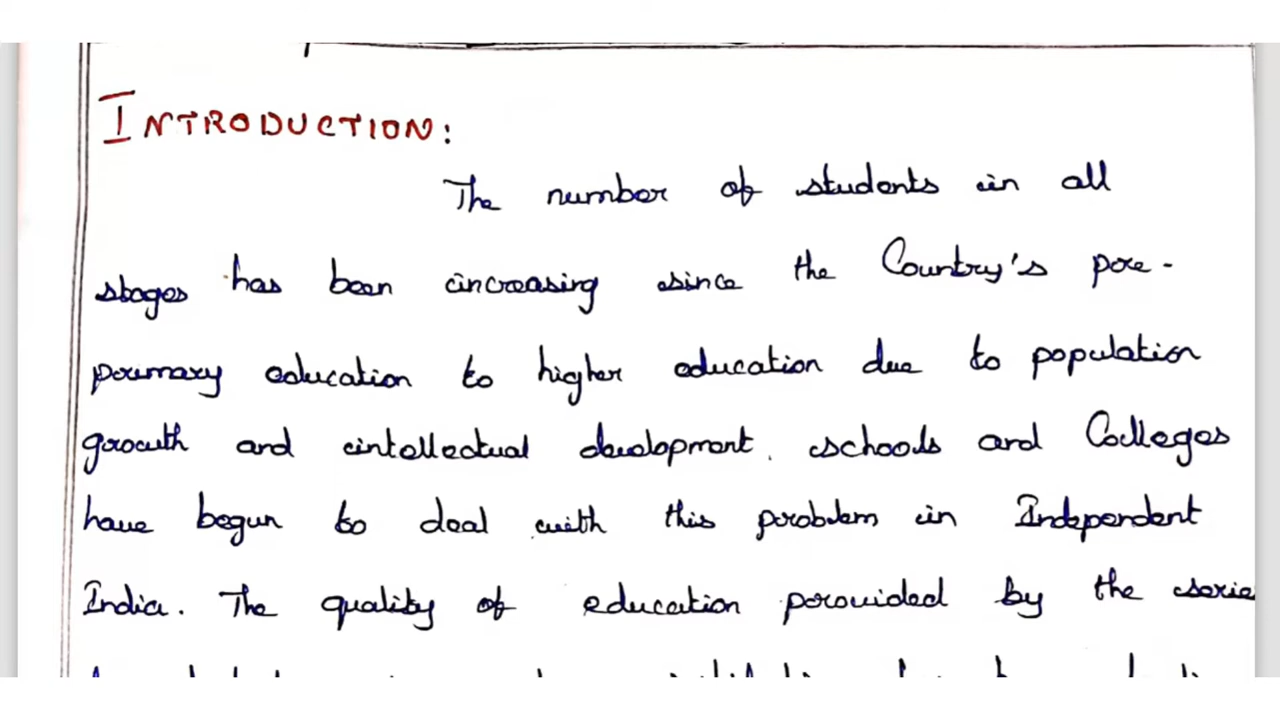 INTRODUCTION:
The number of students in all
stages has been increasing since the Country's pre-
primary education to higher education due to population
growth and intellectual development. schools and Colleges
have begun to deal with this problem in Independent
India. The quality of education provided by the